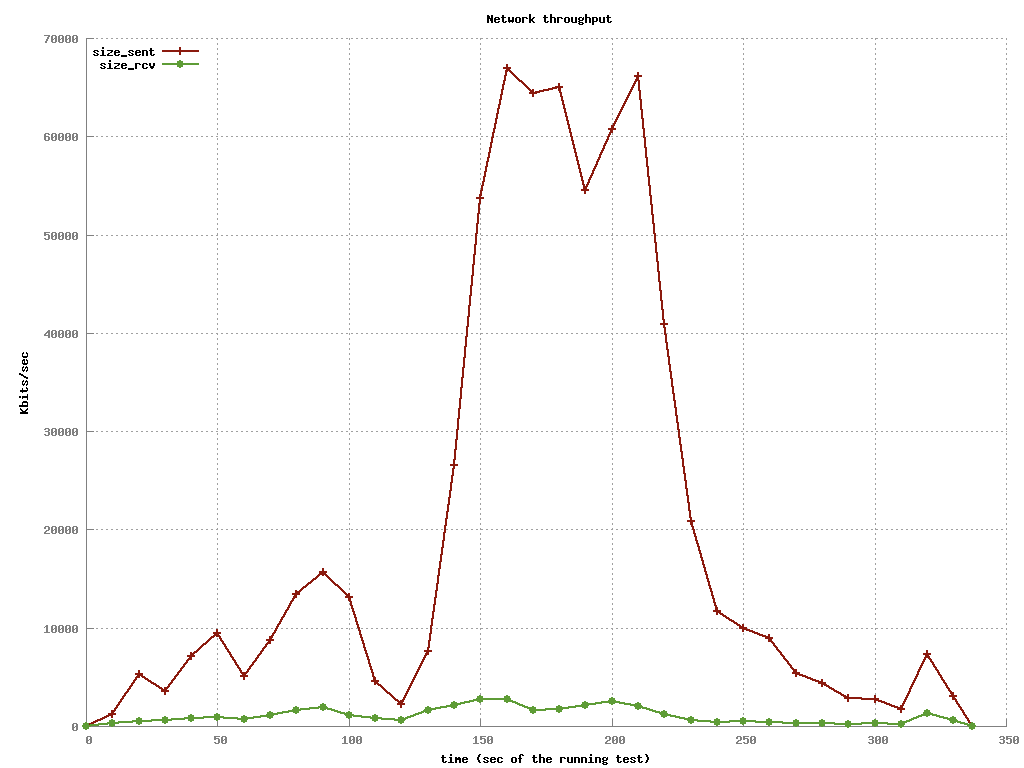 Network throughput
70000
size_sent
size_rcv
60000
50000
40000
Kbits/sec
30000
20000
10000
0
0 50 100 150 200 250 300 350
time (sec of the running test)